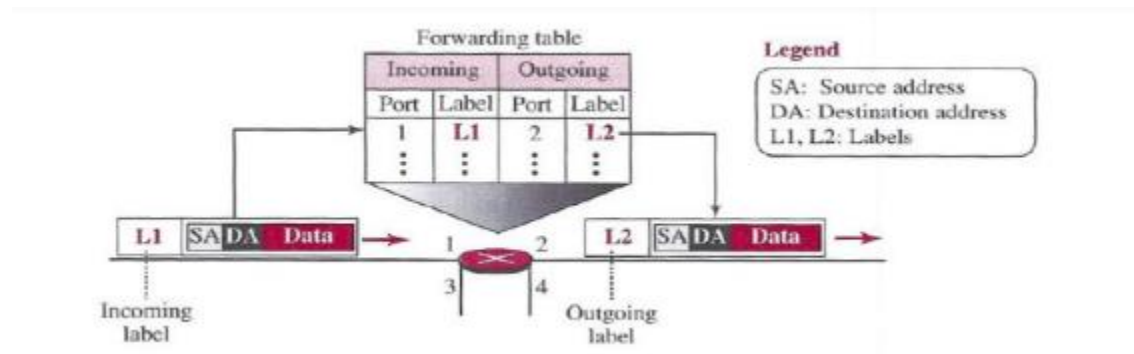 Forwarding table
Incoming Outgoing
Port Label Port Label
1 L1 2 L2
Legend
SA: Source address
DA: Destination address
L1, L2: Labels
L1 SA DA Data
1 2
L2 SA DA Data
3 4
Incoming
label
Outgoing
label